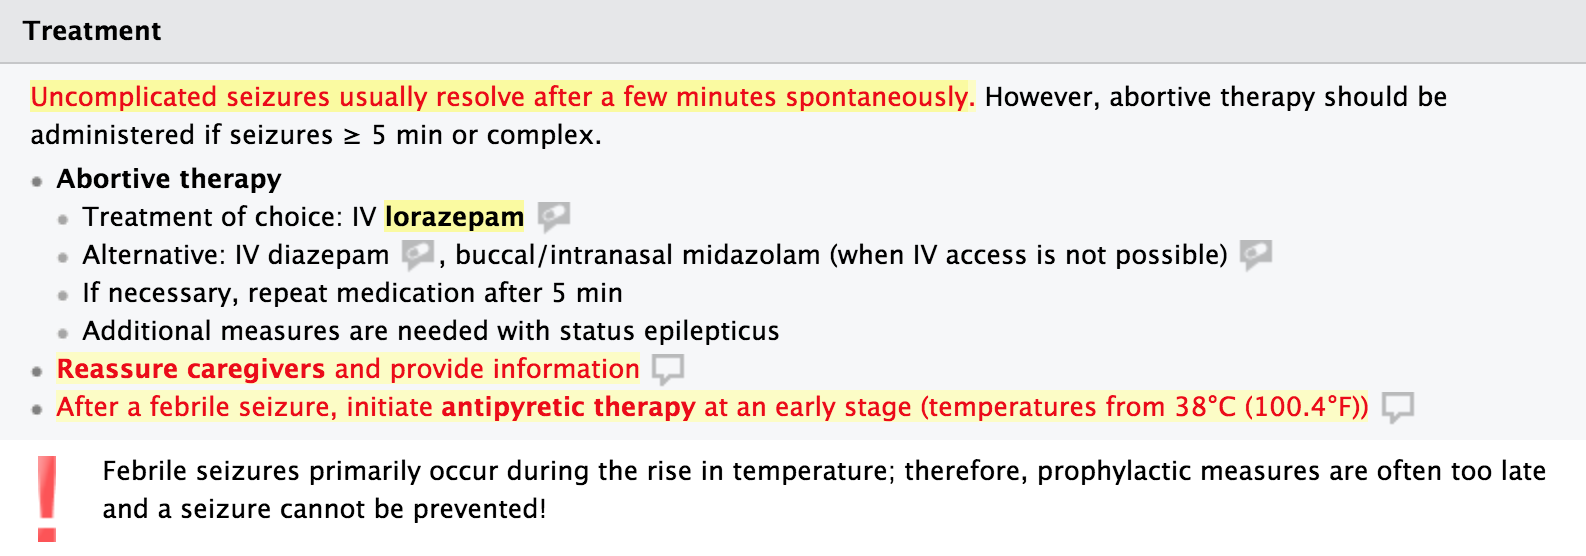 Treatment
Uncomplicated seizures usually resolve after a few minutes spontaneously. However, abortive therapy should be
administered if seizures ≥ 5 min or complex.
• Abortive therapy
• Treatment of choice: IV lorazepam
• Alternative: IV diazepam , buccal/intranasal midazolam (when IV access is not possible)
• If necessary, repeat medication after 5 min
• Additional measures are needed with status epilepticus
• Reassure caregivers and provide information
• After a febrile seizure, initiate antipyretic therapy at an early stage (temperatures from 38°C (100.4°F))
! Febrile seizures primarily occur during the rise in temperature; therefore, prophylactic measures are often too late
and a seizure cannot be prevented!